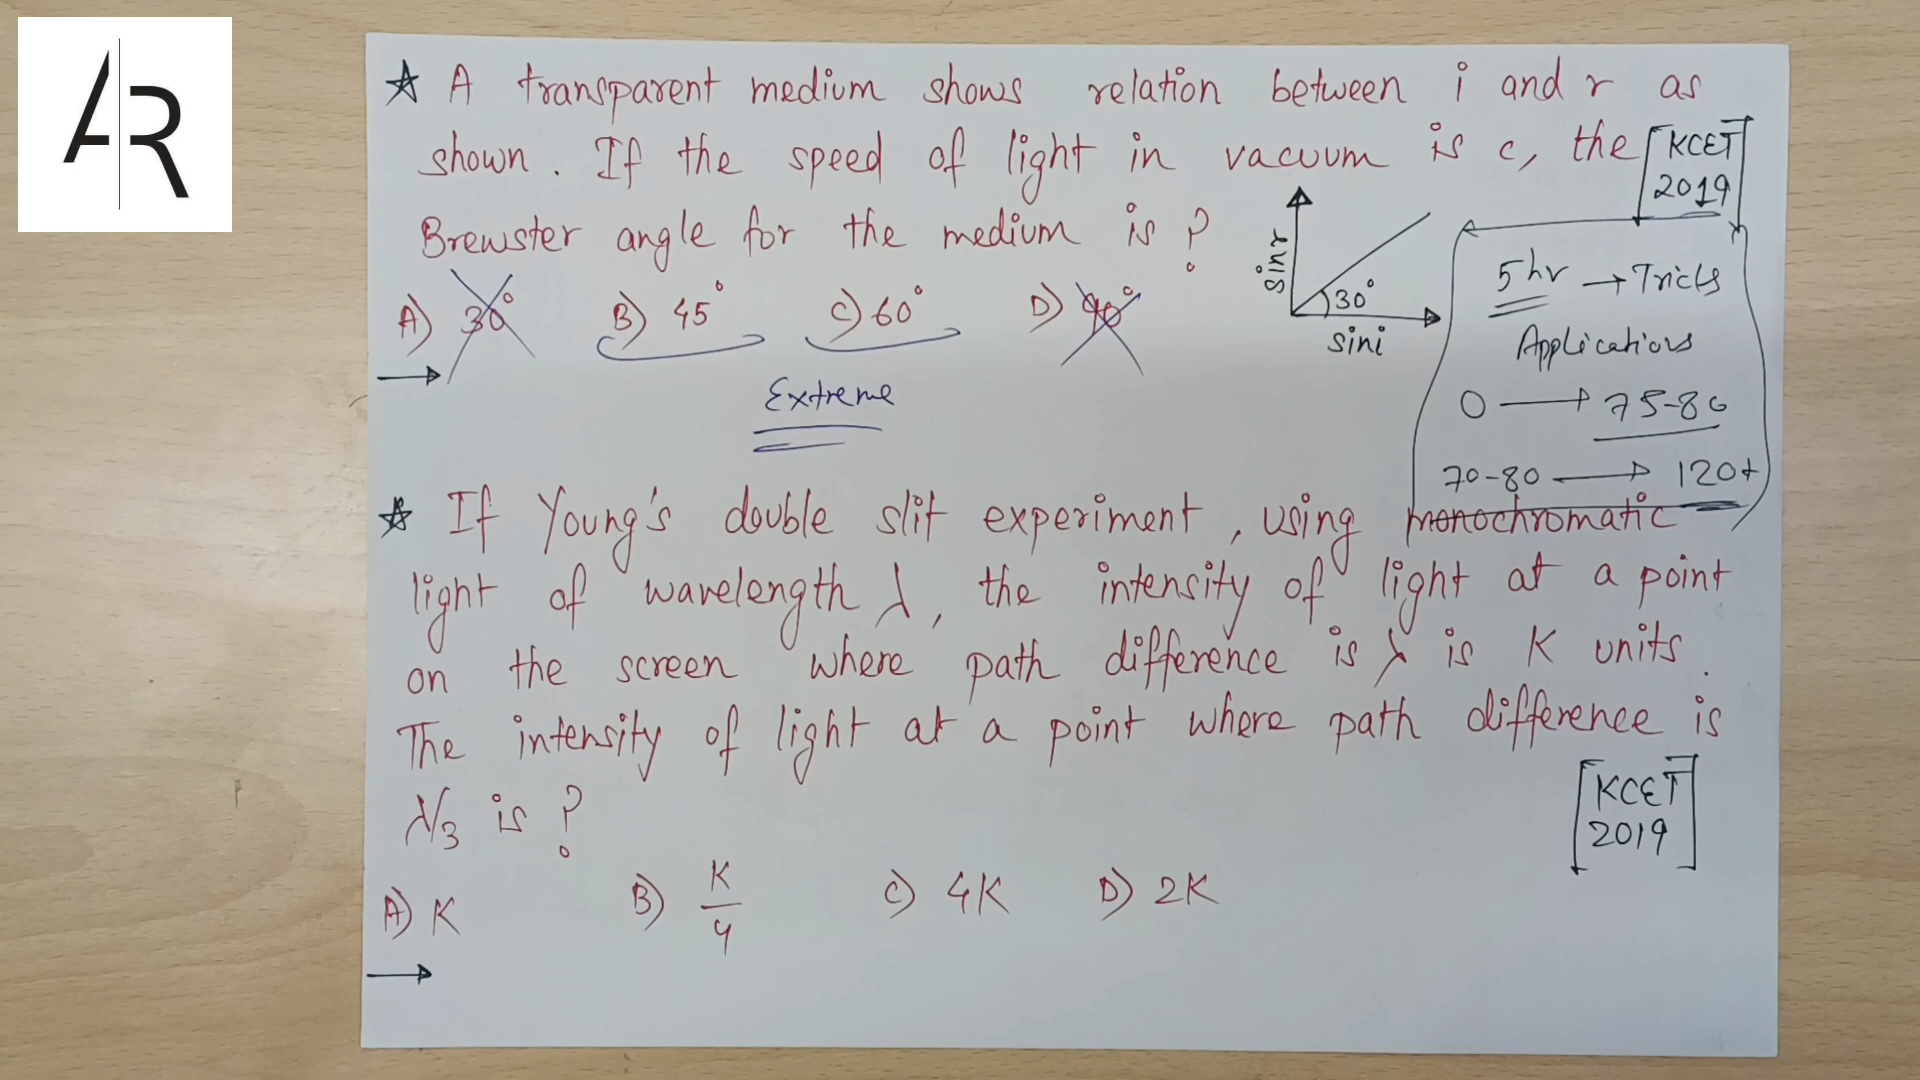 AR
☆ A transparent medium shows relation between i and r as
shown. If the speed of light in vacuum is c, the
[KCET
2019]
Brewster angle for the medium is ?
sin r
30°
sin i
A) 30° B) 45° C) 60° D) 90°
Extreme
5hr → Tricks
Applications
0 → 75-80
70-80 → 120+
☆ If Young's double slit experiment, using monochromatic
light of wavelength λ, the intensity of light at a point
on the screen where path difference is λ is K units.
The intensity of light at a point where path difference is
λ/3 is ?
[KCET
2019]
A) K B) K/4 C) 4K D) 2K